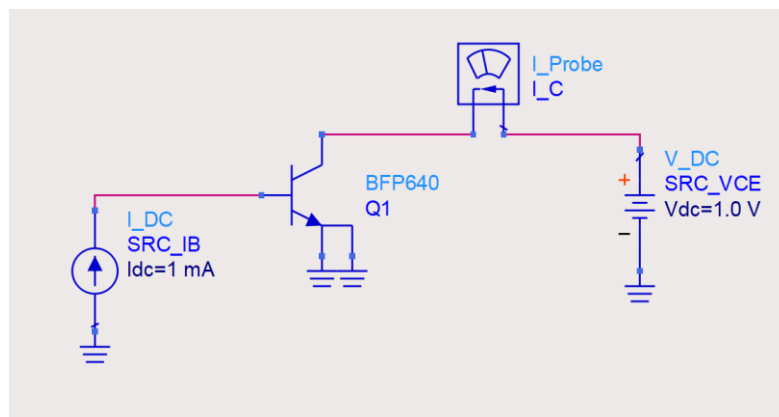 I_Probe
I_C
BFP640
Q1
V_DC
SRC_VCE
Vdc=1.0 V
+
−
I_DC
SRC_IB
Idc=1 mA